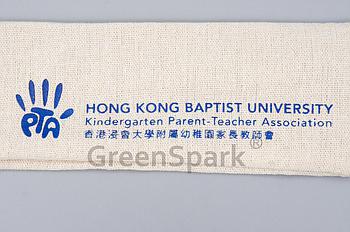 PTA
HONG KONG BAPTIST UNIVERSITY
Kindergarten Parent-Teacher Association
香港浸會大學附屬幼稚園家長教師會
GreenSpark®